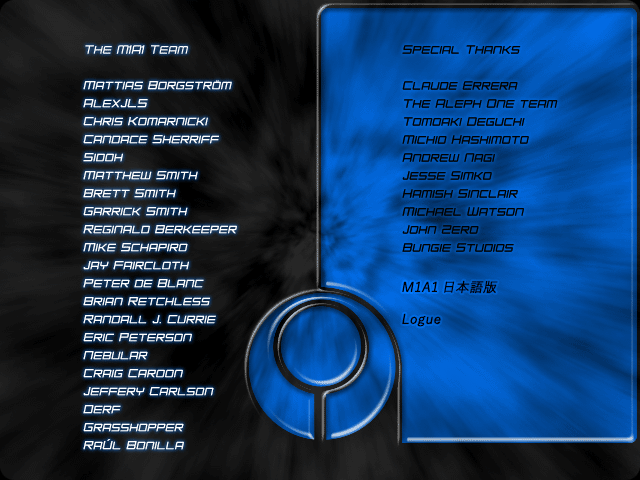 The M1A1 Team
Mattias Borgström
AlexJLS
Chris Komarnicki
Candace Sherriff
Sidoh
Matthew Smith
Brett Smith
Garrick Smith
Reginald Berkeeper
Mike Schapiro
Jay Faircloth
Peter de Blanc
Brian Retchless
Randall J. Currie
Eric Peterson
Nebular
Craig Cardon
Jeffery Carlson
Derf
Grasshopper
Raúl Bonilla
Special Thanks
Claude Errera
The Aleph One team
Tomoaki Deguchi
Michio Hashimoto
Andrew Nagi
Jesse Simko
Hamish Sinclair
Michael Watson
John Zero
Bungie Studios
M1A1 日本語版
Logue